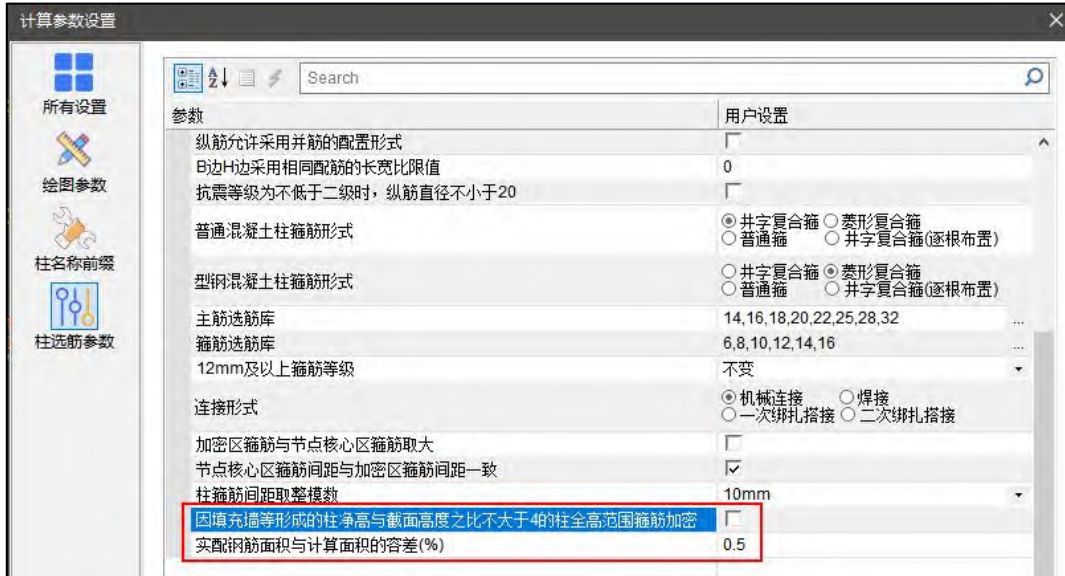 计算参数设置
所有设置
绘图参数
柱名称前缀
柱选筋参数
Search
参数 用户设置
纵筋允许采用并筋的配置形式
B边H边采用相同配筋的长宽比限值 0
抗震等级为不低于二级时，纵筋直径不小于20
普通混凝土柱箍筋形式 井字复合箍 菱形复合箍
普通箍 井字复合箍(逐根布置)
型钢混凝土柱箍筋形式 井字复合箍 菱形复合箍
普通箍 井字复合箍(逐根布置)
主筋选筋库 14,16,18,20,22,25,28,32 ...
箍筋选筋库 6,8,10,12,14,16 ...
12mm及以上箍筋等级 不变
连接形式 机械连接 焊接
一次绑扎搭接 二次绑扎搭接
加密区箍筋与节点核心区箍筋取大
节点核心区箍筋间距与加密区箍筋间距一致
柱箍筋间距取整模数 10mm
因填充墙等形成的柱净高与截面高度之比不大于4的柱全高范围箍筋加密
实配钢筋面积与计算面积的容差(%) 0.5